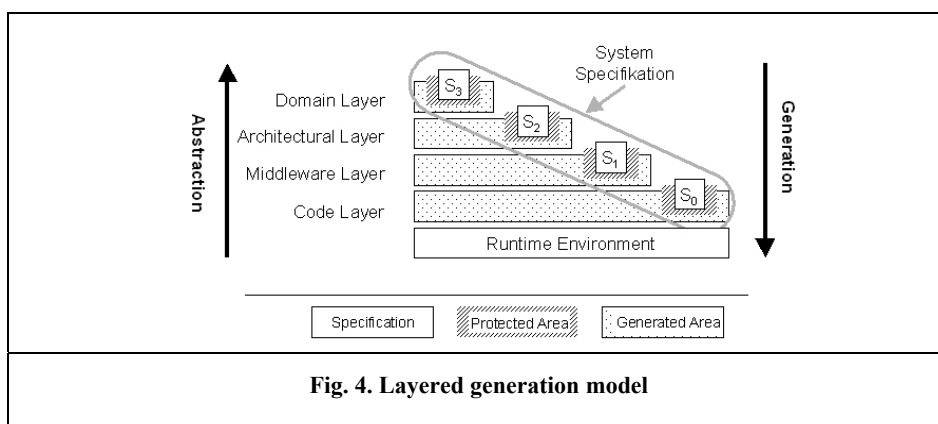 System
Specifikation
Abstraction
Generation
Domain Layer
S3
Architectural Layer
S2
Middleware Layer
S1
Code Layer
S0
Runtime Environment
Specification
Protected Area
Generated Area
Fig. 4. Layered generation model